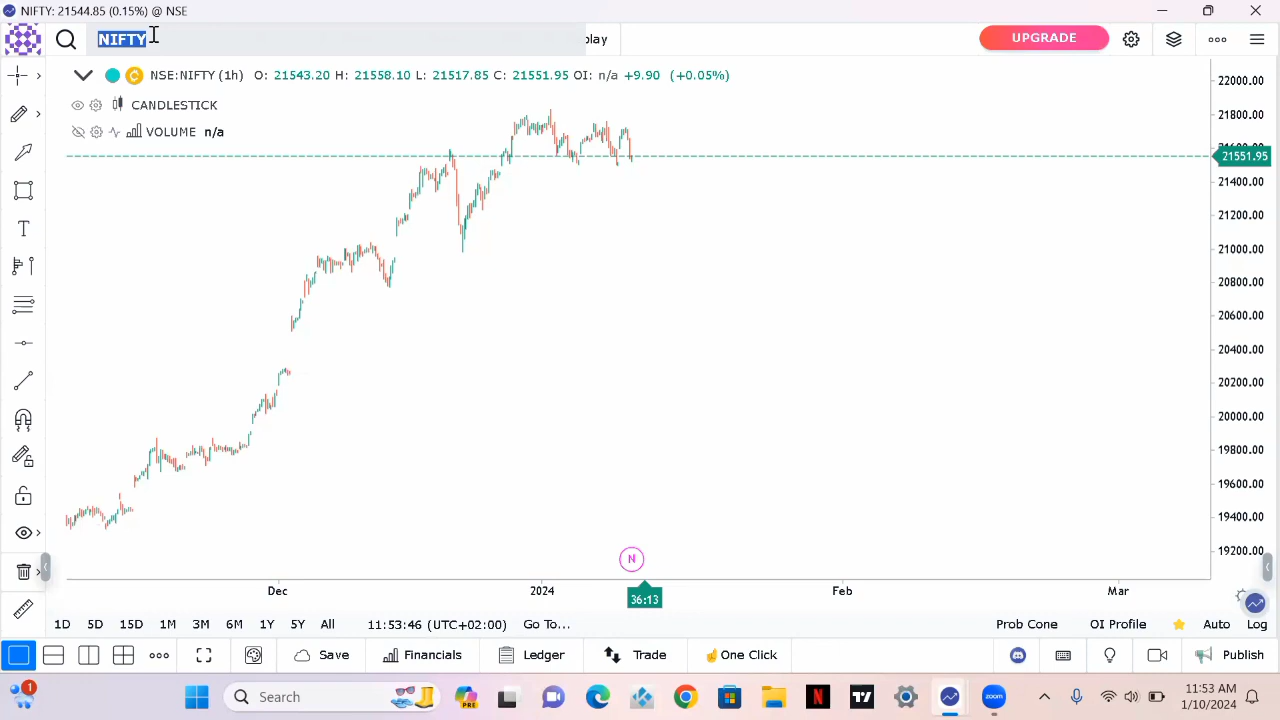 NIFTY: 21544.85 (0.15%) @ NSE
NIFTY
play
UPGRADE
NSE:NIFTY (1h) O: 21543.20 H: 21558.10 L: 21517.85 C: 21551.95 OI: n/a +9.90 (+0.05%)
CANDLESTICK
VOLUME n/a
22000.00
21800.00
21551.95
21400.00
21200.00
21000.00
20800.00
20600.00
20400.00
20200.00
20000.00
19800.00
19600.00
19400.00
19200.00
N
Dec
2024
Feb
Mar
36:13
1D 5D 15D 1M 3M 6M 1Y 5Y All 11:53:46 (UTC+02:00) Go To... Prob Cone OI Profile Auto Log
Save Financials Ledger Trade One Click Publish
1
Search
PRE
N
zoom
11:53 AM
1/10/2024